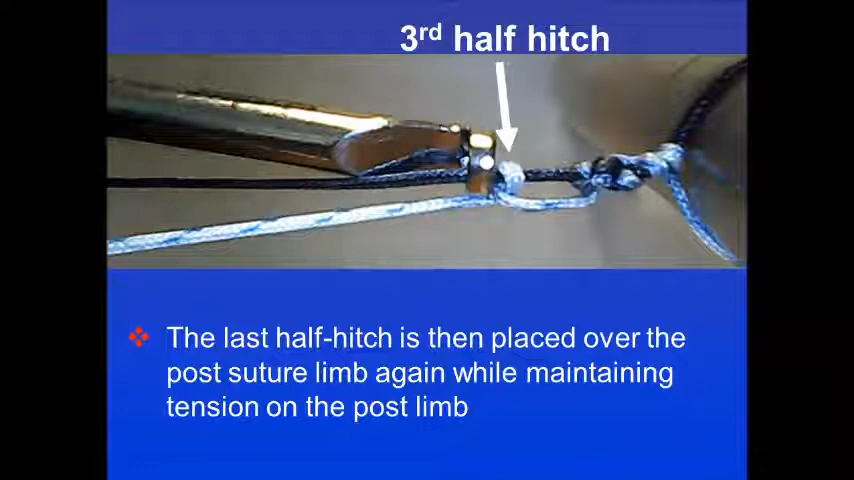 3rd half hitch
The last half-hitch is then placed over the
post suture limb again while maintaining
tension on the post limb